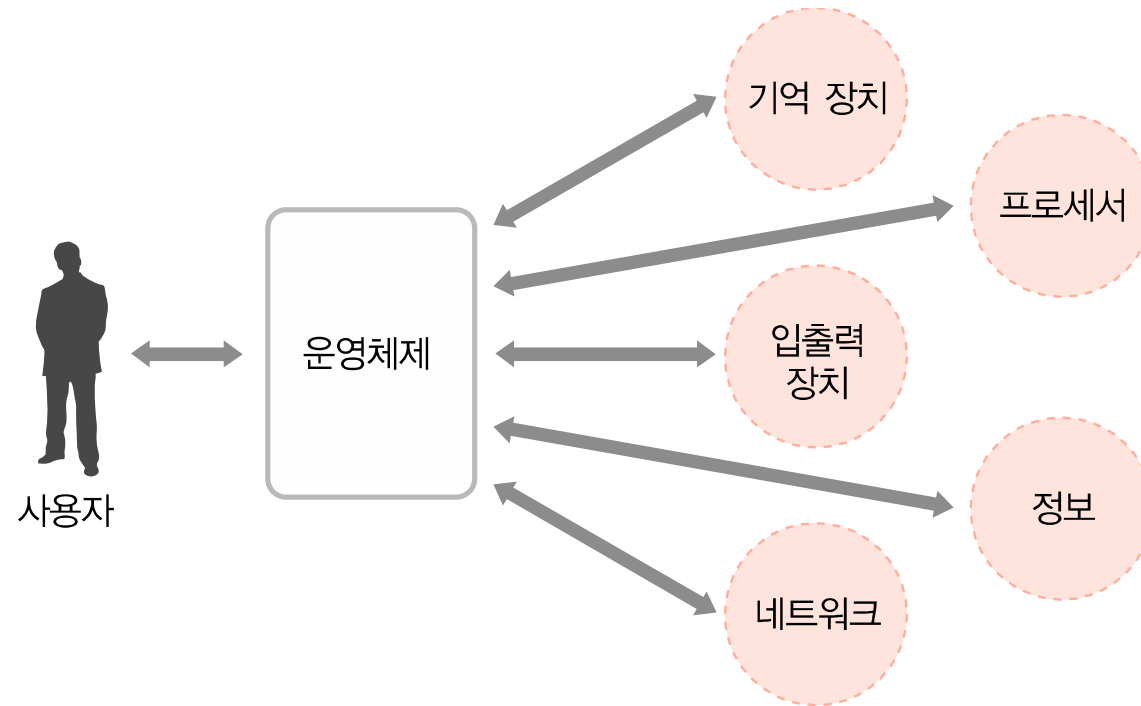 기억 장치
프로세서
운영체제
입출력
장치
사용자
정보
네트워크